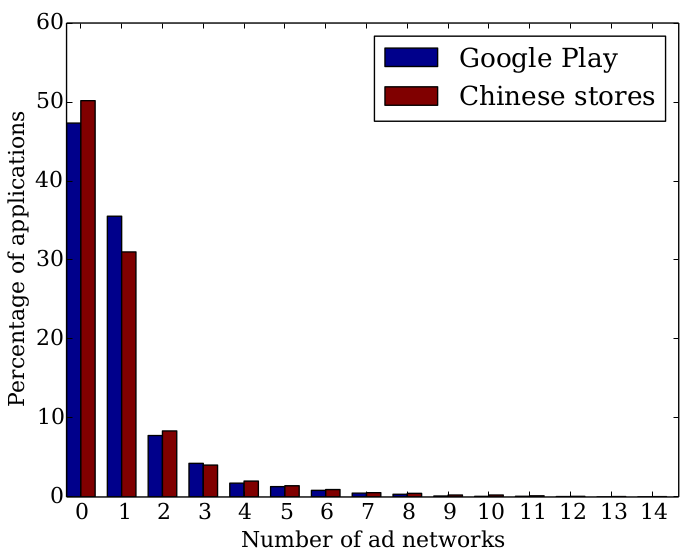 60
50
40
30
20
10
0
Percentage of applications
Google Play
Chinese stores
0 1 2 3 4 5 6 7 8 9 10 11 12 13 14
Number of ad networks